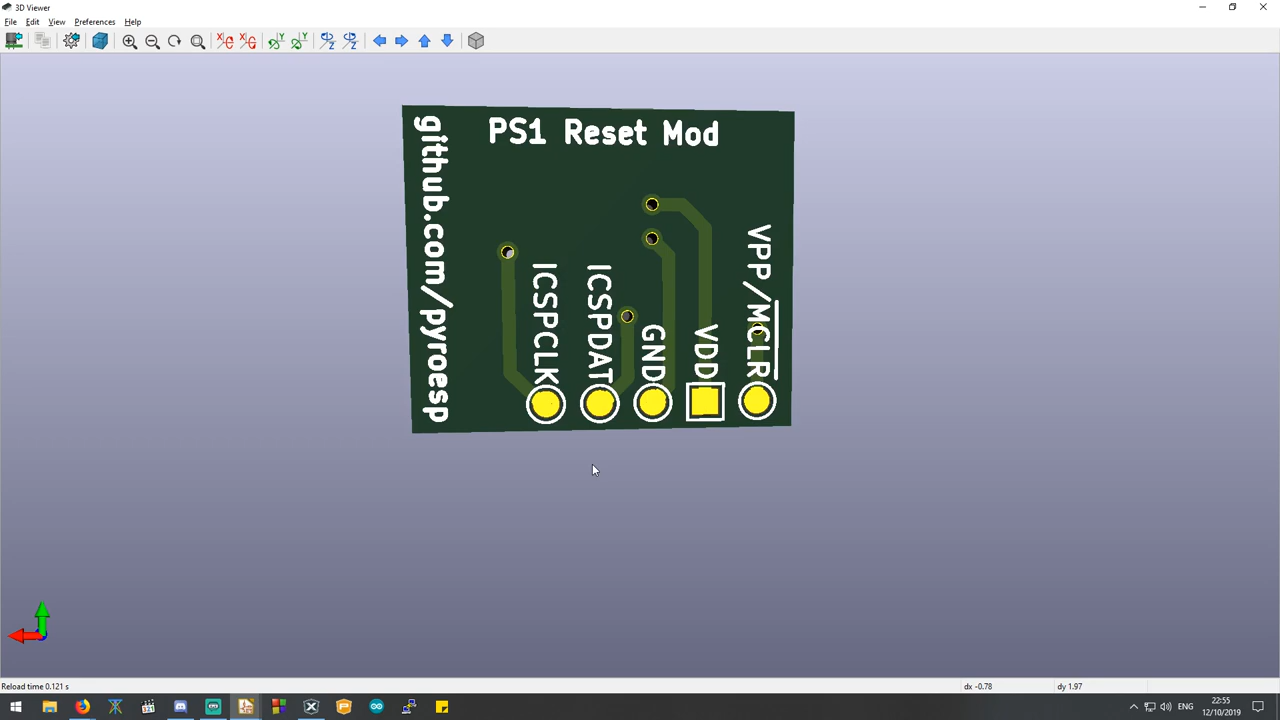 3D Viewer
File Edit View Preferences Help
PS1 Reset Mod
github.com/pyroesp
ICSPCLK
ICSPDAT
GND
VDD
VPP/MCLR
Reload time 0.121 s
dx -0.78
dy 1.97
ENG
22:55
12/10/2019